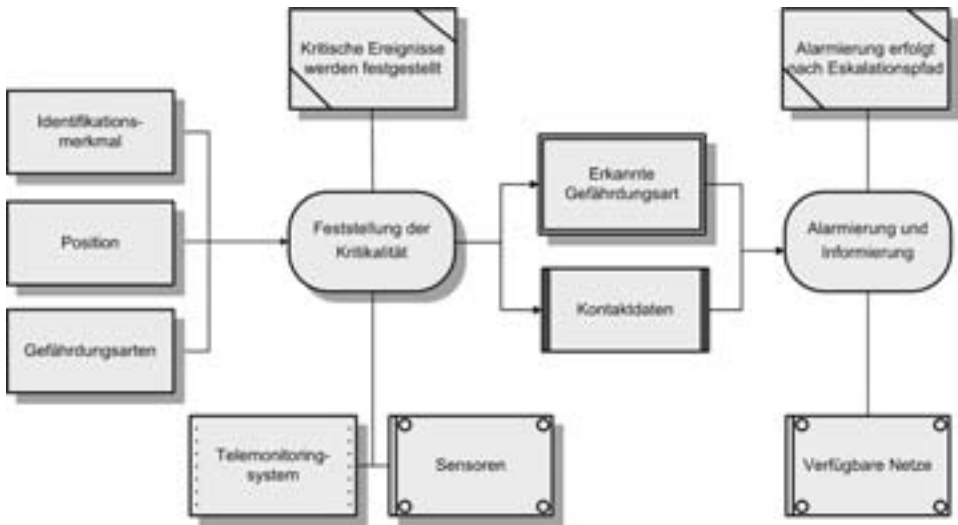 Kritische Ereignisse
werden festgestellt
Alarmierung erfolgt
nach Eskalationspfad
Identifikations-
merkmal
Position
Gefährdungsarten
Feststellung der
Kritikalität
Erkannte
Gefährdungsart
Kontaktdaten
Alarmierung und
Informierung
Telemonitoring-
system
Sensoren
Verfügbare Netze